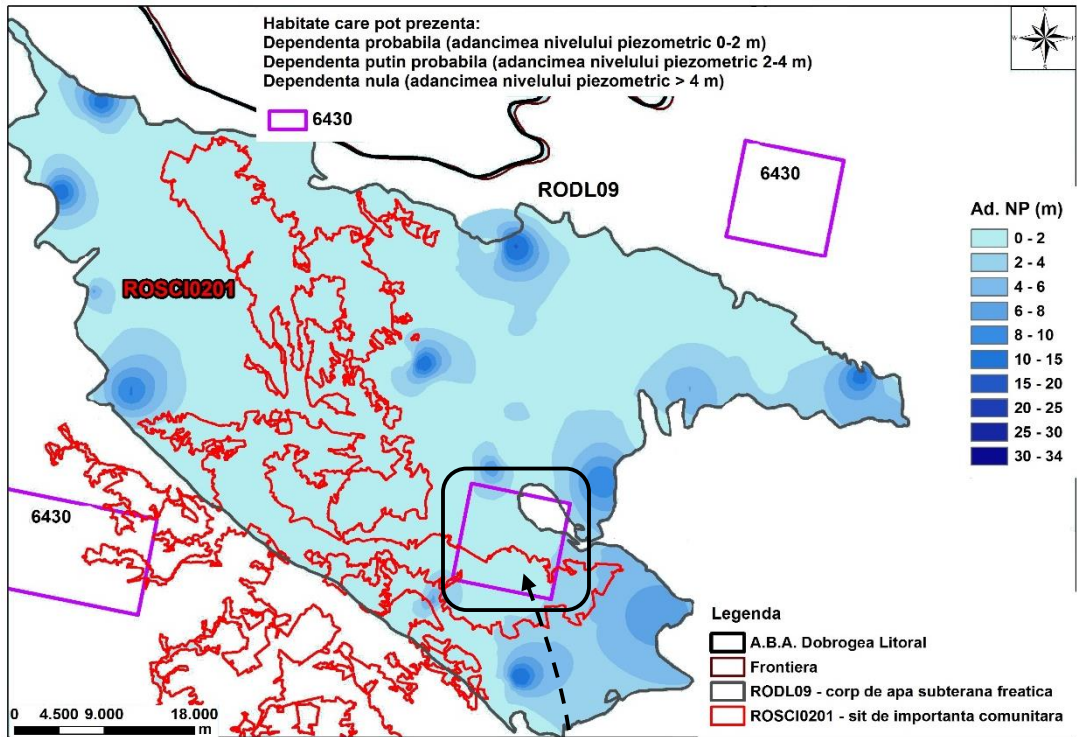 Habitate care pot prezenta:
Dependenta probabila (adancimea nivelului piezometric 0-2 m)
Dependenta putin probabila (adancimea nivelului piezometric 2-4 m)
Dependenta nula (adancimea nivelului piezometric > 4 m)
6430
N
E
S
W
RODL09
6430
Ad. NP (m)
0 - 2
2 - 4
4 - 6
6 - 8
8 - 10
10 - 15
15 - 20
20 - 25
25 - 30
30 - 34
ROSCI0201
6430
Legenda
A.B.A. Dobrogea Litoral
Frontiera
RODL09 - corp de apa subterana freatica
ROSCI0201 - sit de importanta comunitara
0 4.500 9.000 18.000
m